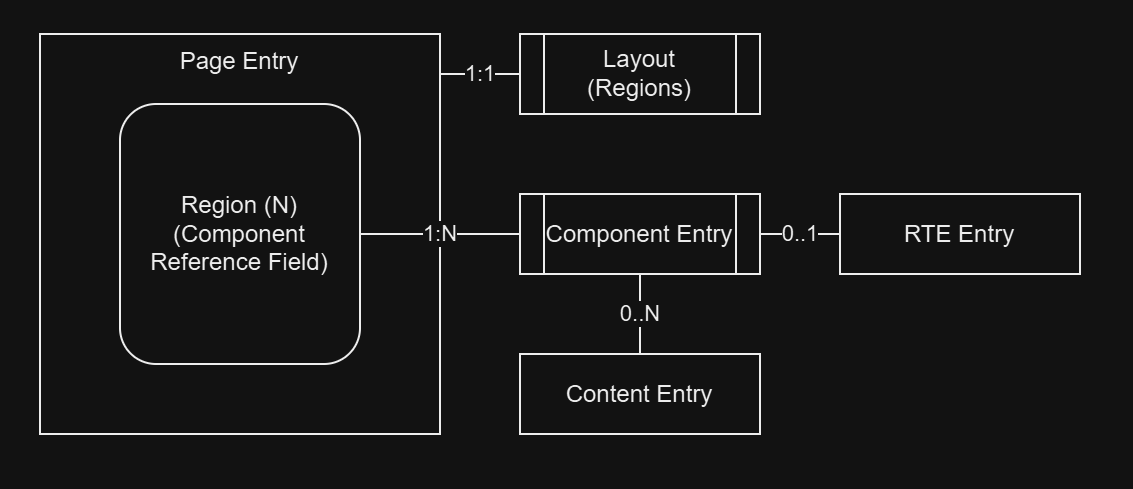 Page Entry
1:1
Layout
(Regions)
Region (N)
(Component
Reference Field)
1:N
Component Entry
0..1
RTE Entry
0..N
Content Entry